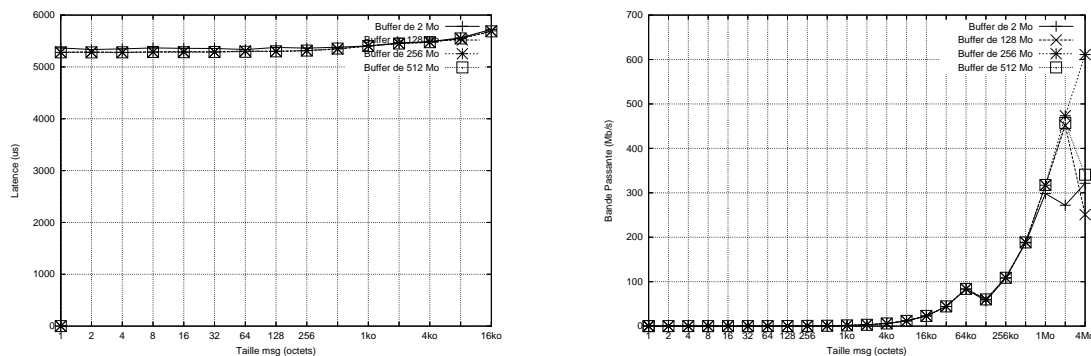 6000
5000
4000
3000
2000
1000
0
1
2
4
8
16
32
64
128
256
1ko
4ko
16ko
Latence (us)
Taille msg (octets)
Buffer de 2 Mo
Buffer de 128 Mo
Buffer de 256 Mo
Buffer de 512 Mo
700
600
500
400
300
200
100
0
1
2
4
8
16
32
64
128
256
1ko
4ko
16ko
64ko
256ko
1Mo
4Mo
Bande Passante (Mb/s)
Taille msg (octets)
Buffer de 2 Mo
Buffer de 128 Mo
Buffer de 256 Mo
Buffer de 512 Mo